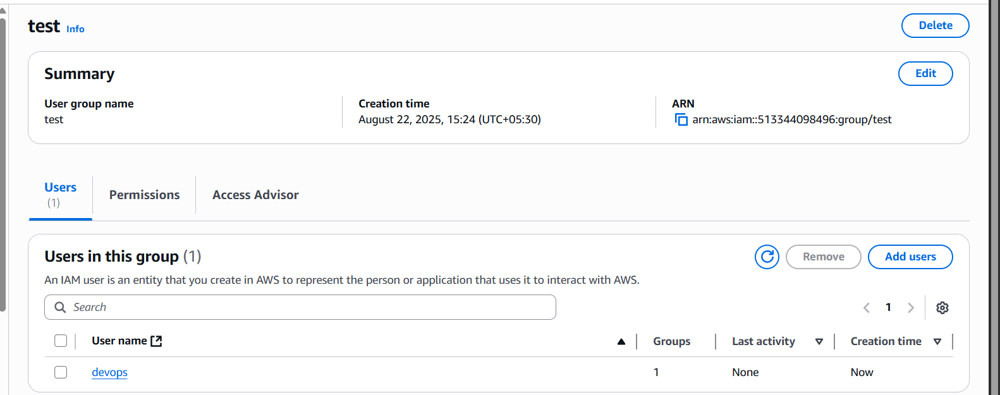 test Info Delete
Summary Edit
User group name Creation time ARN
test August 22, 2025, 15:24 (UTC+05:30) arn:aws:iam::513344098496:group/test
Users Permissions Access Advisor
(1)
Users in this group (1) Remove Add users
An IAM user is an entity that you create in AWS to represent the person or application that uses it to interact with AWS.
Search 1
User name Groups Last activity Creation time
devops 1 None Now